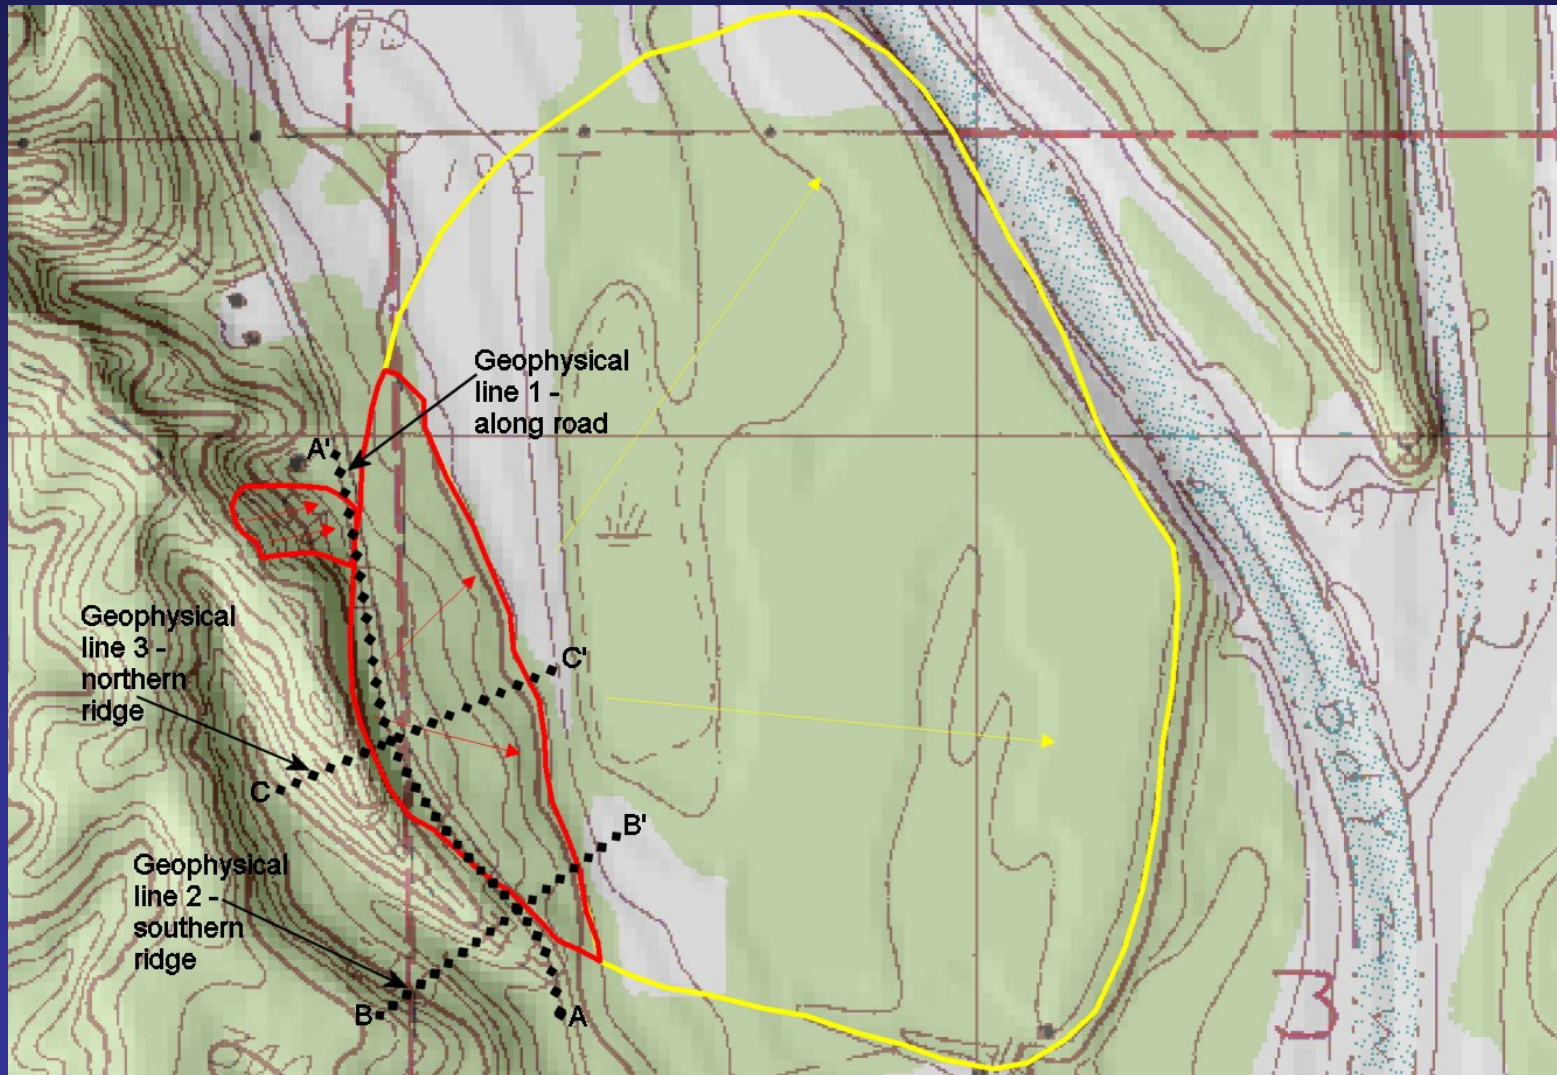 Geophysical
line 1 -
along road
A'
Geophysical
line 3 -
northern
ridge
C'
C
B'
Geophysical
line 2 -
southern
ridge
B
A
3